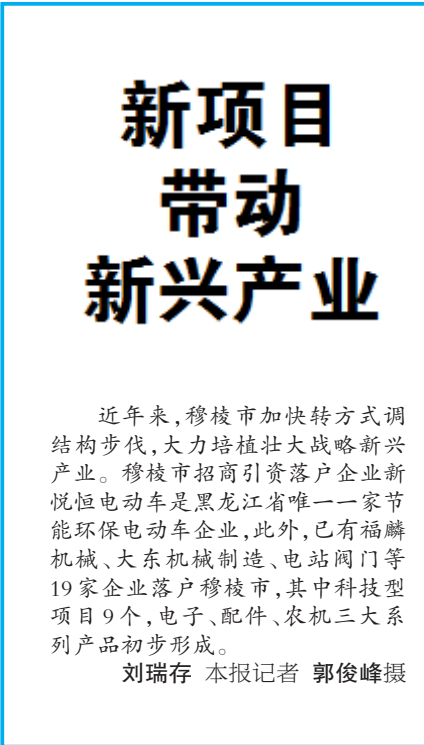 新项目
带动
新兴产业
近年来,穆棱市加快转方式调
结构步伐,大力培植壮大战略新兴
产业。穆棱市招商引资落户企业新
悦恒电动车是黑龙江省唯一一家节
能环保电动车企业,此外,已有福麟
机械、大东机械制造、电站阀门等
19家企业落户穆棱市,其中科技型
项目9个,电子、配件、农机三大系
列产品初步形成。
刘瑞存 本报记者 郭俊峰摄